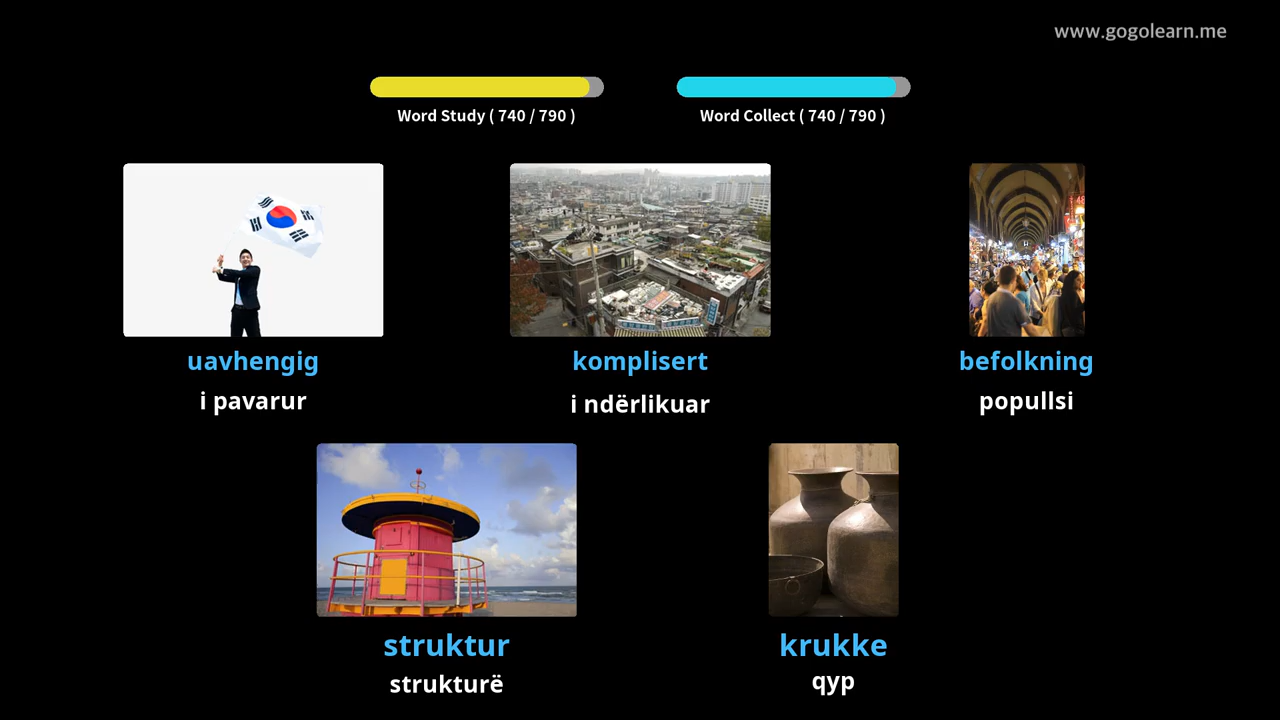 www.gogolearn.me
Word Study ( 740 / 790 )
Word Collect ( 740 / 790 )
uavhengig
i pavarur
komplisert
i ndërlikuar
befolkning
popullsi
struktur
strukturë
krukke
qyp